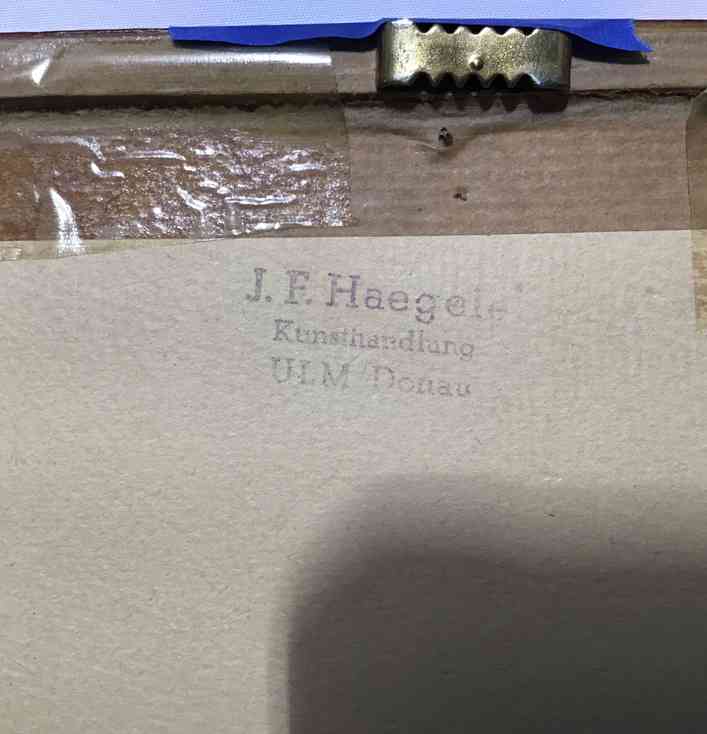 J. F. Haegele
Kunsthandlung
ULM Donau